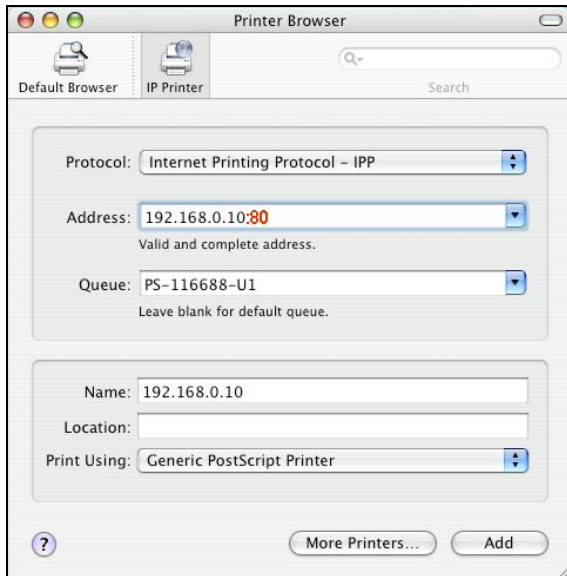 Printer Browser
Default Browser
IP Printer
Search
Protocol: Internet Printing Protocol – IPP
Address: 192.168.0.10:80
Valid and complete address.
Queue: PS-116688-U1
Leave blank for default queue.
Name: 192.168.0.10
Location:
Print Using: Generic PostScript Printer
? More Printers... Add